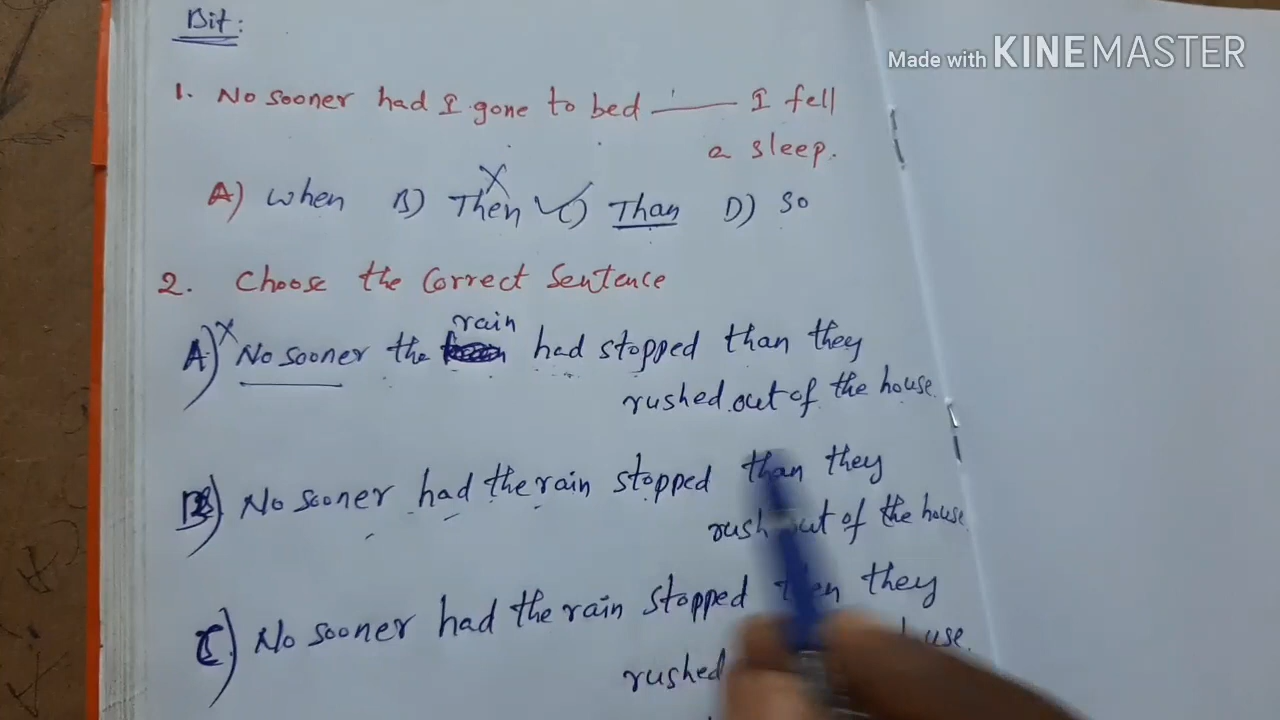 Bit:
Made with KINEMASTER
1. No sooner had I gone to bed —— I fell
a sleep.
A) when B) Then C) Than D) so
2. Choose the Correct Sentence
rain
A) No sooner the had stopped than they
rushed out of the house.
B) No sooner had the rain stopped than they
rush out of the house.
C) No sooner had the rain stopped they
rushed